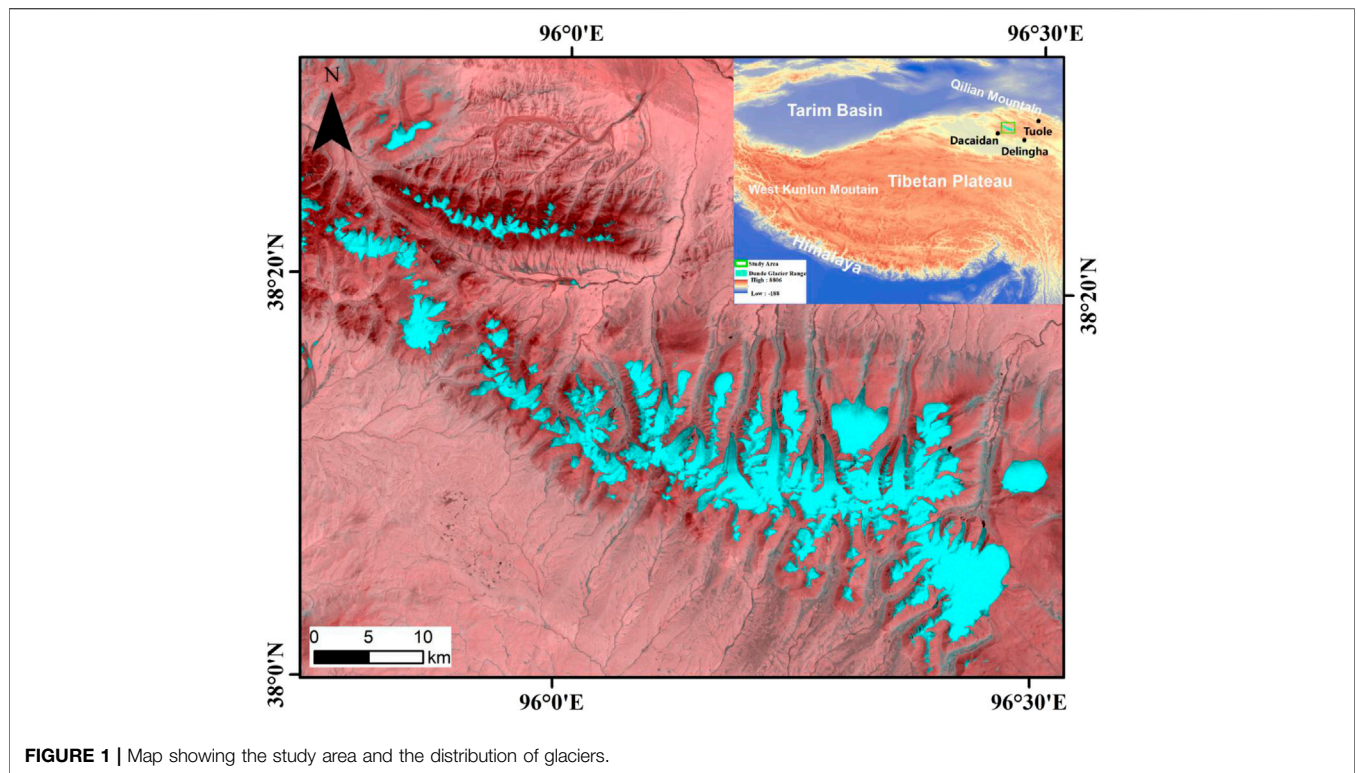 96°0'E 96°30'E
N
Qilian Mountain
Tarim Basin
Tuole
Dacaidan
Delingha
Tibetan Plateau
West Kunlun Moutain
Himalaya
Study Area
Dunde Glacier Range
High : 8806
Low : -188
38°20'N 38°20'N
0 5 10
km
38°0'N
96°0'E 96°30'E
FIGURE 1 | Map showing the study area and the distribution of glaciers.